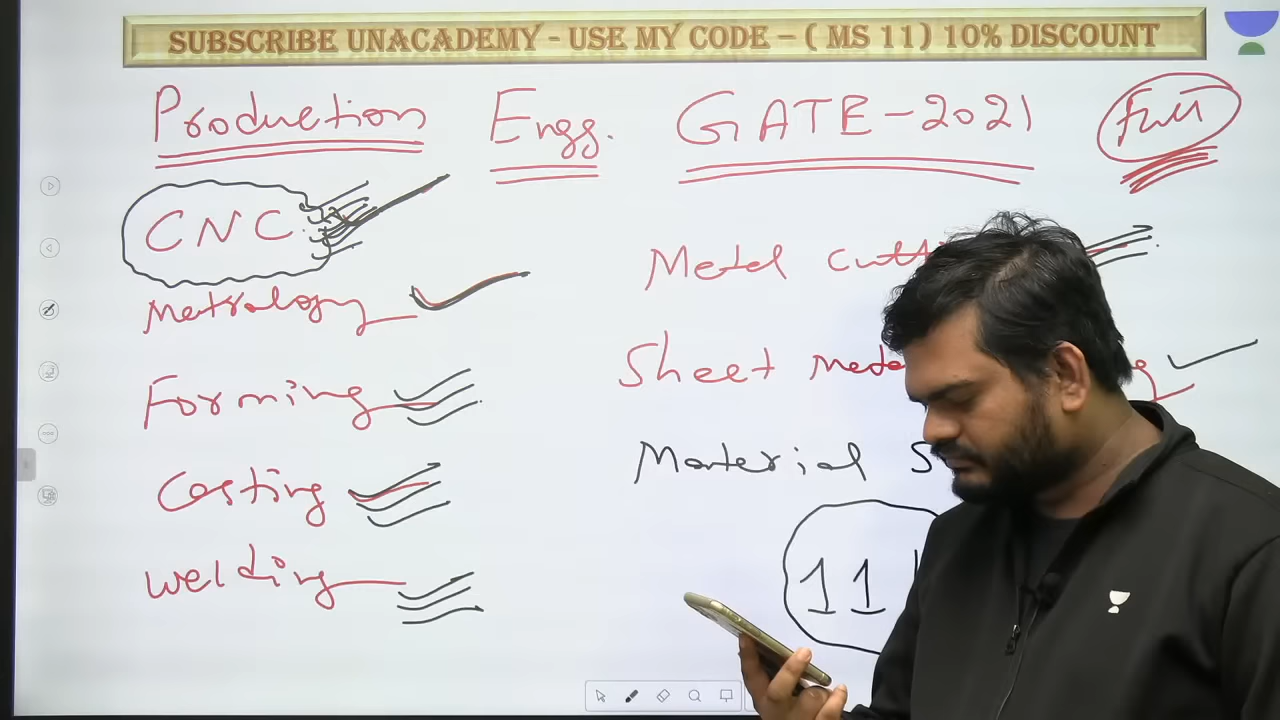 SUBSCRIBE UNACADEMY - USE MY CODE – ( MS 11) 10% DISCOUNT
Production Engg. GATE-2021 Full
CNC
Metal cutt
Metrology
Sheet meta g
Forming
Material S
Casting
11
Welding